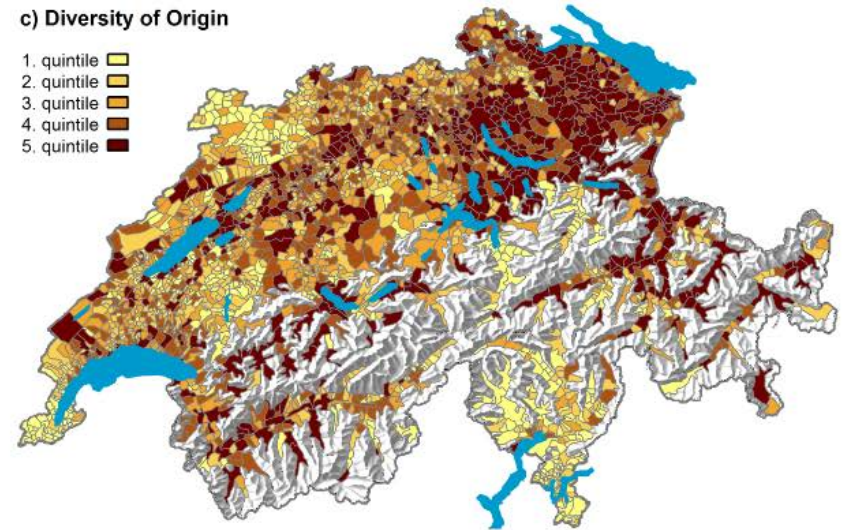 c) Diversity of Origin
1. quintile
2. quintile
3. quintile
4. quintile
5. quintile